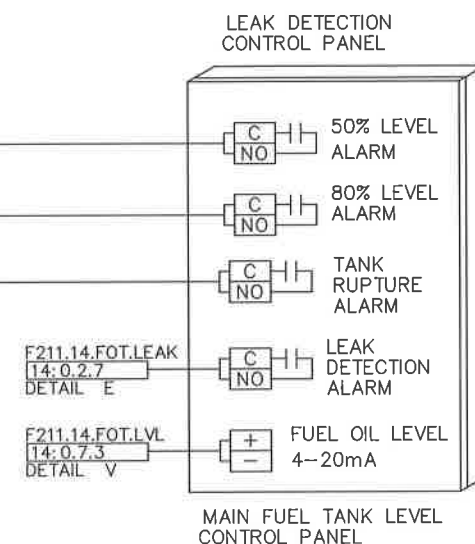 LEAK DETECTION
CONTROL PANEL
C
NO
50% LEVEL
ALARM
C
NO
80% LEVEL
ALARM
C
NO
TANK
RUPTURE
ALARM
F211.14.FOT.LEAK
14:0.2.7
DETAIL E
C
NO
LEAK
DETECTION
ALARM
F211.14.FOT.LVL
14:0.7.3
DETAIL V
+
−
FUEL OIL LEVEL
4−20mA
MAIN FUEL TANK LEVEL
CONTROL PANEL